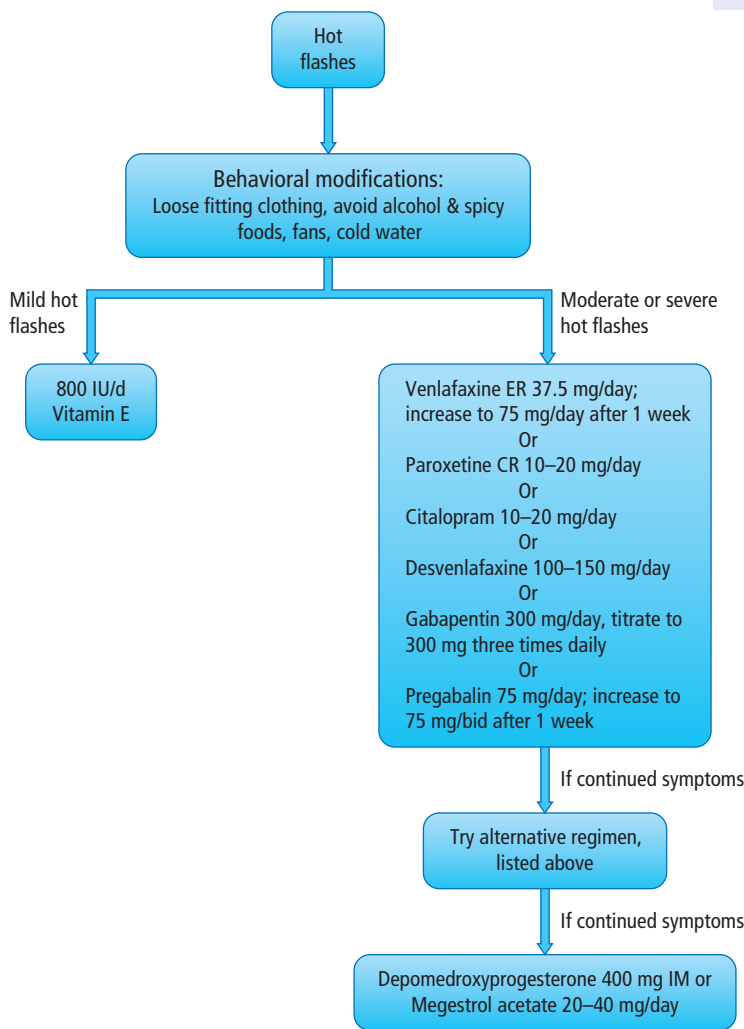 Hot
flashes
Behavioral modifications:
Loose fitting clothing, avoid alcohol & spicy
foods, fans, cold water
Mild hot
flashes
Moderate or severe
hot flashes
800 IU/d
Vitamin E
Venlafaxine ER 37.5 mg/day;
increase to 75 mg/day after 1 week
Or
Paroxetine CR 10–20 mg/day
Or
Citalopram 10–20 mg/day
Or
Desvenlafaxine 100–150 mg/day
Or
Gabapentin 300 mg/day, titrate to
300 mg three times daily
Or
Pregabalin 75 mg/day; increase to
75 mg/bid after 1 week
If continued symptoms
Try alternative regimen,
listed above
If continued symptoms
Depomedroxyprogesterone 400 mg IM or
Megestrol acetate 20–40 mg/day